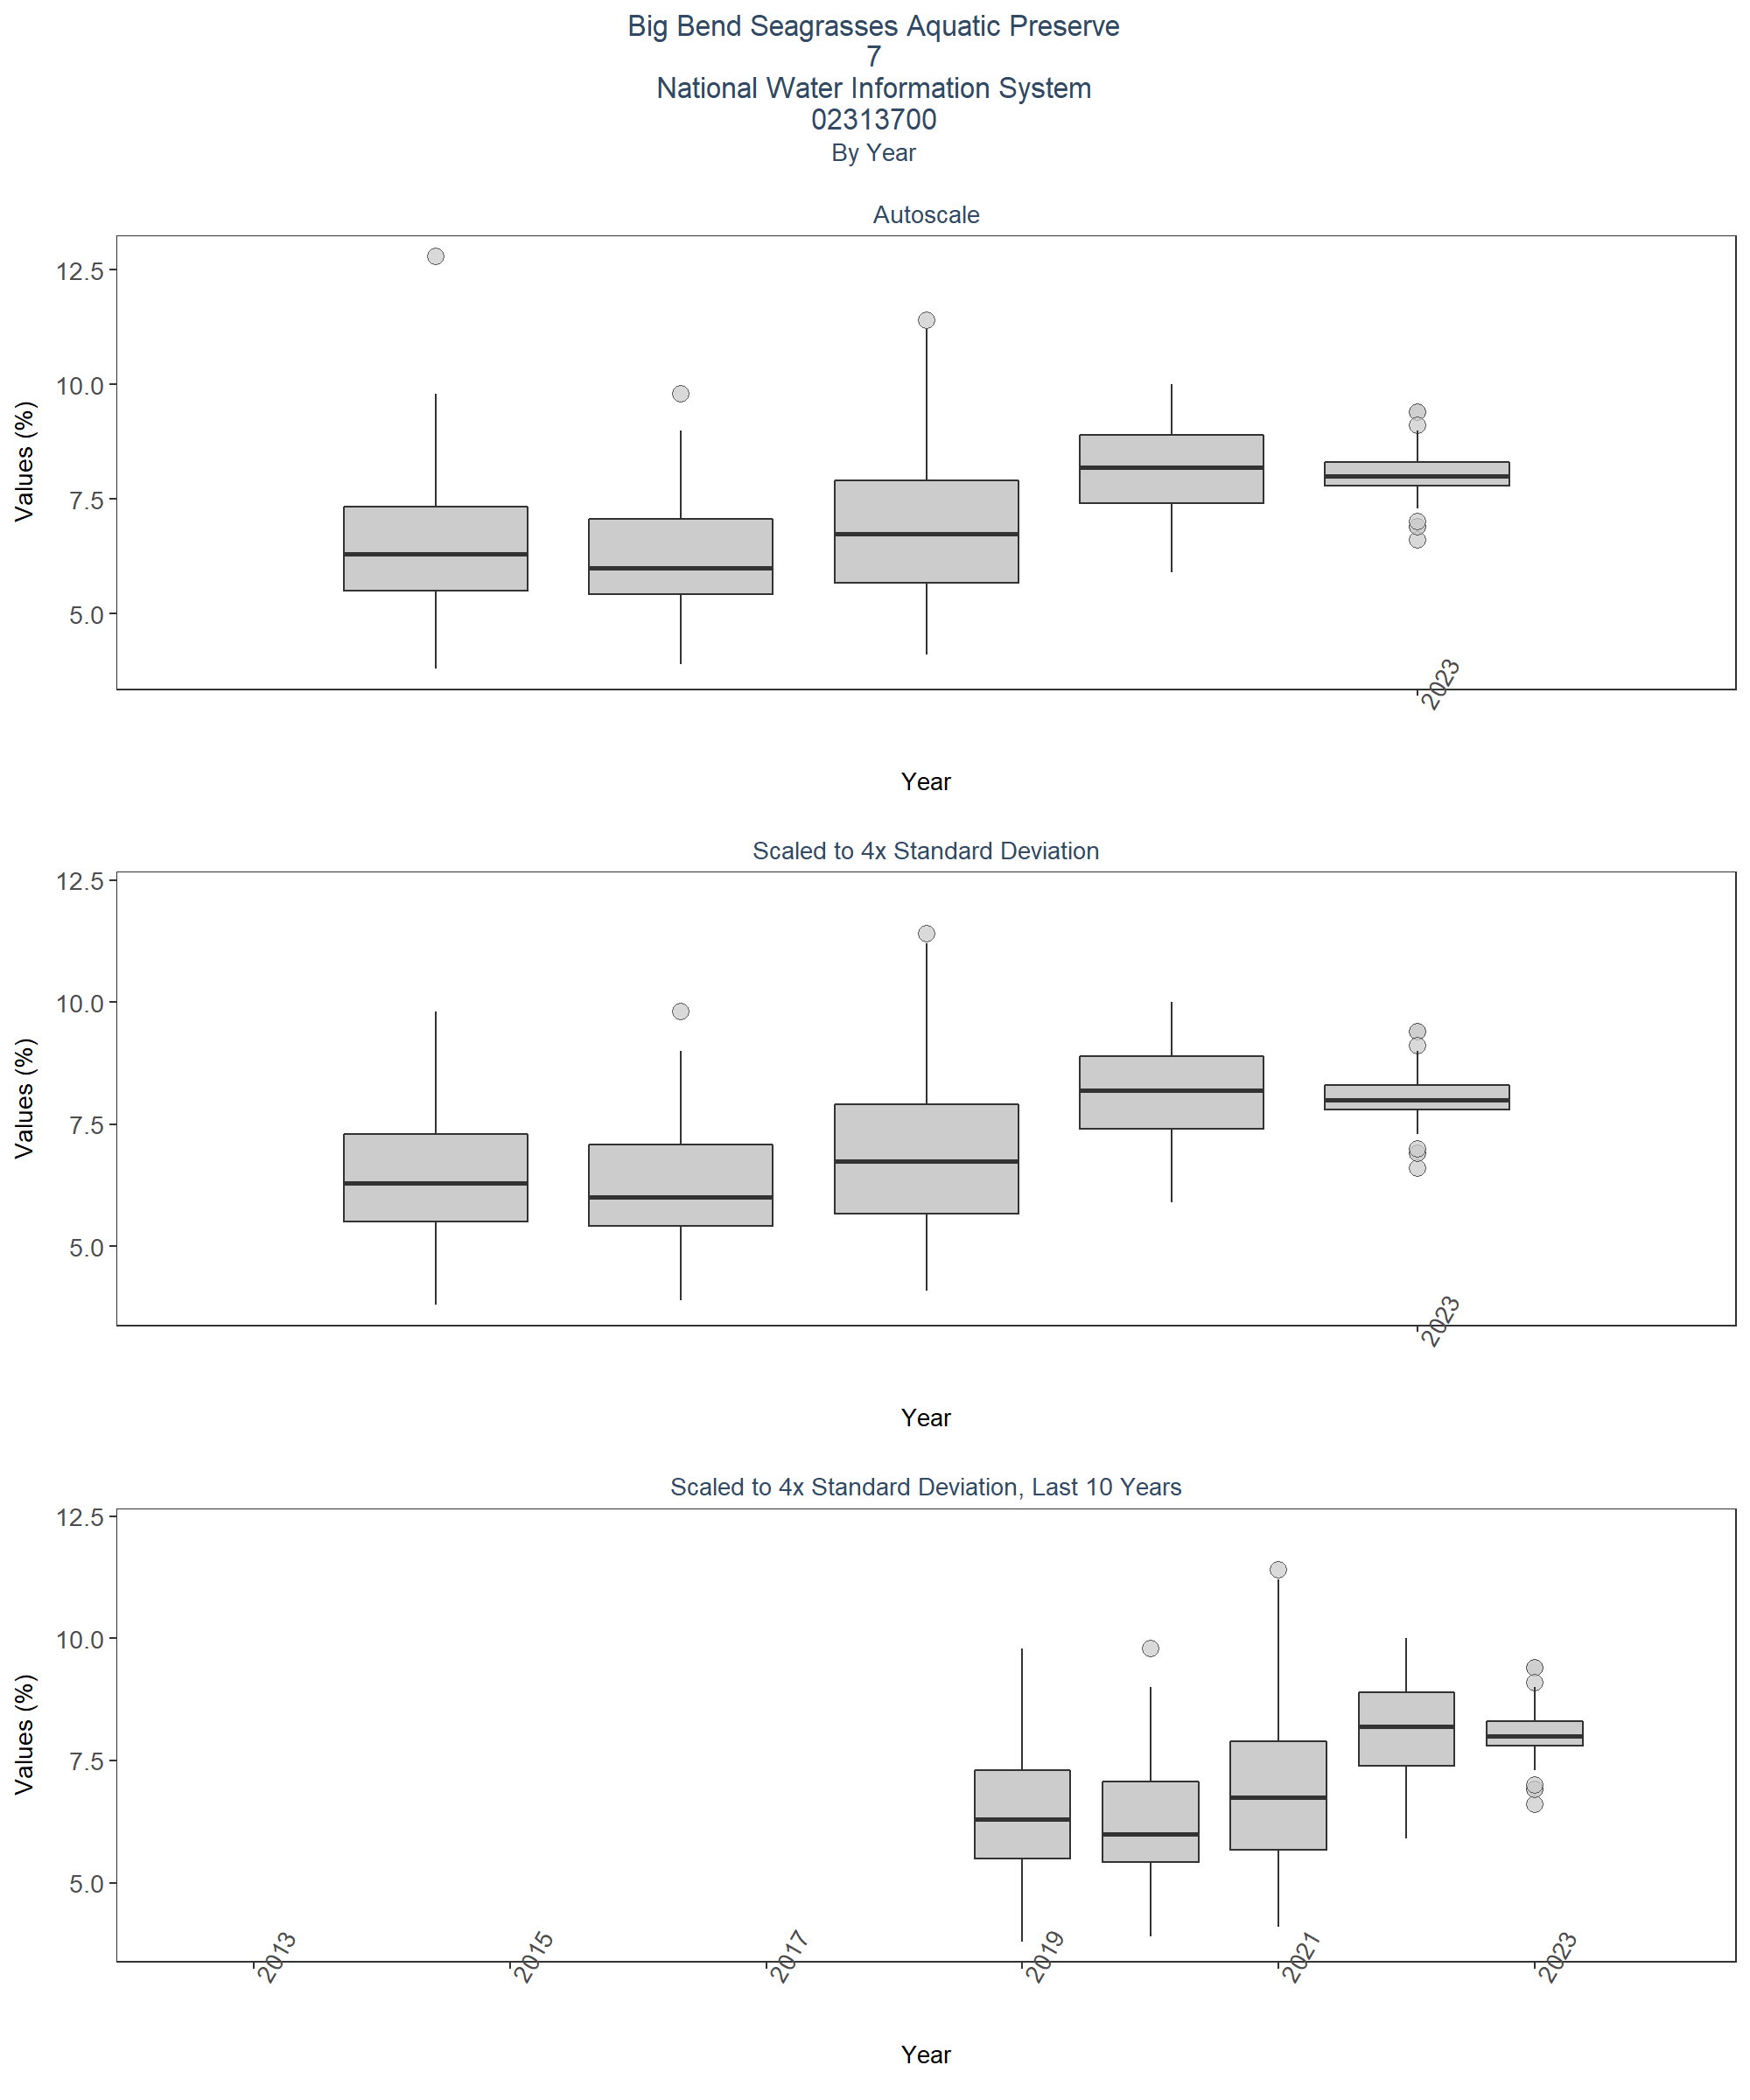 Big Bend Seagrasses Aquatic Preserve
7
National Water Information System
02313700
By Year
Autoscale
12.5
10.0
7.5
5.0
Values (%)
2023
Year
Scaled to 4x Standard Deviation
12.5
10.0
7.5
5.0
Values (%)
2023
Year
Scaled to 4x Standard Deviation, Last 10 Years
12.5
10.0
7.5
5.0
Values (%)
2013
2015
2017
2019
2021
2023
Year